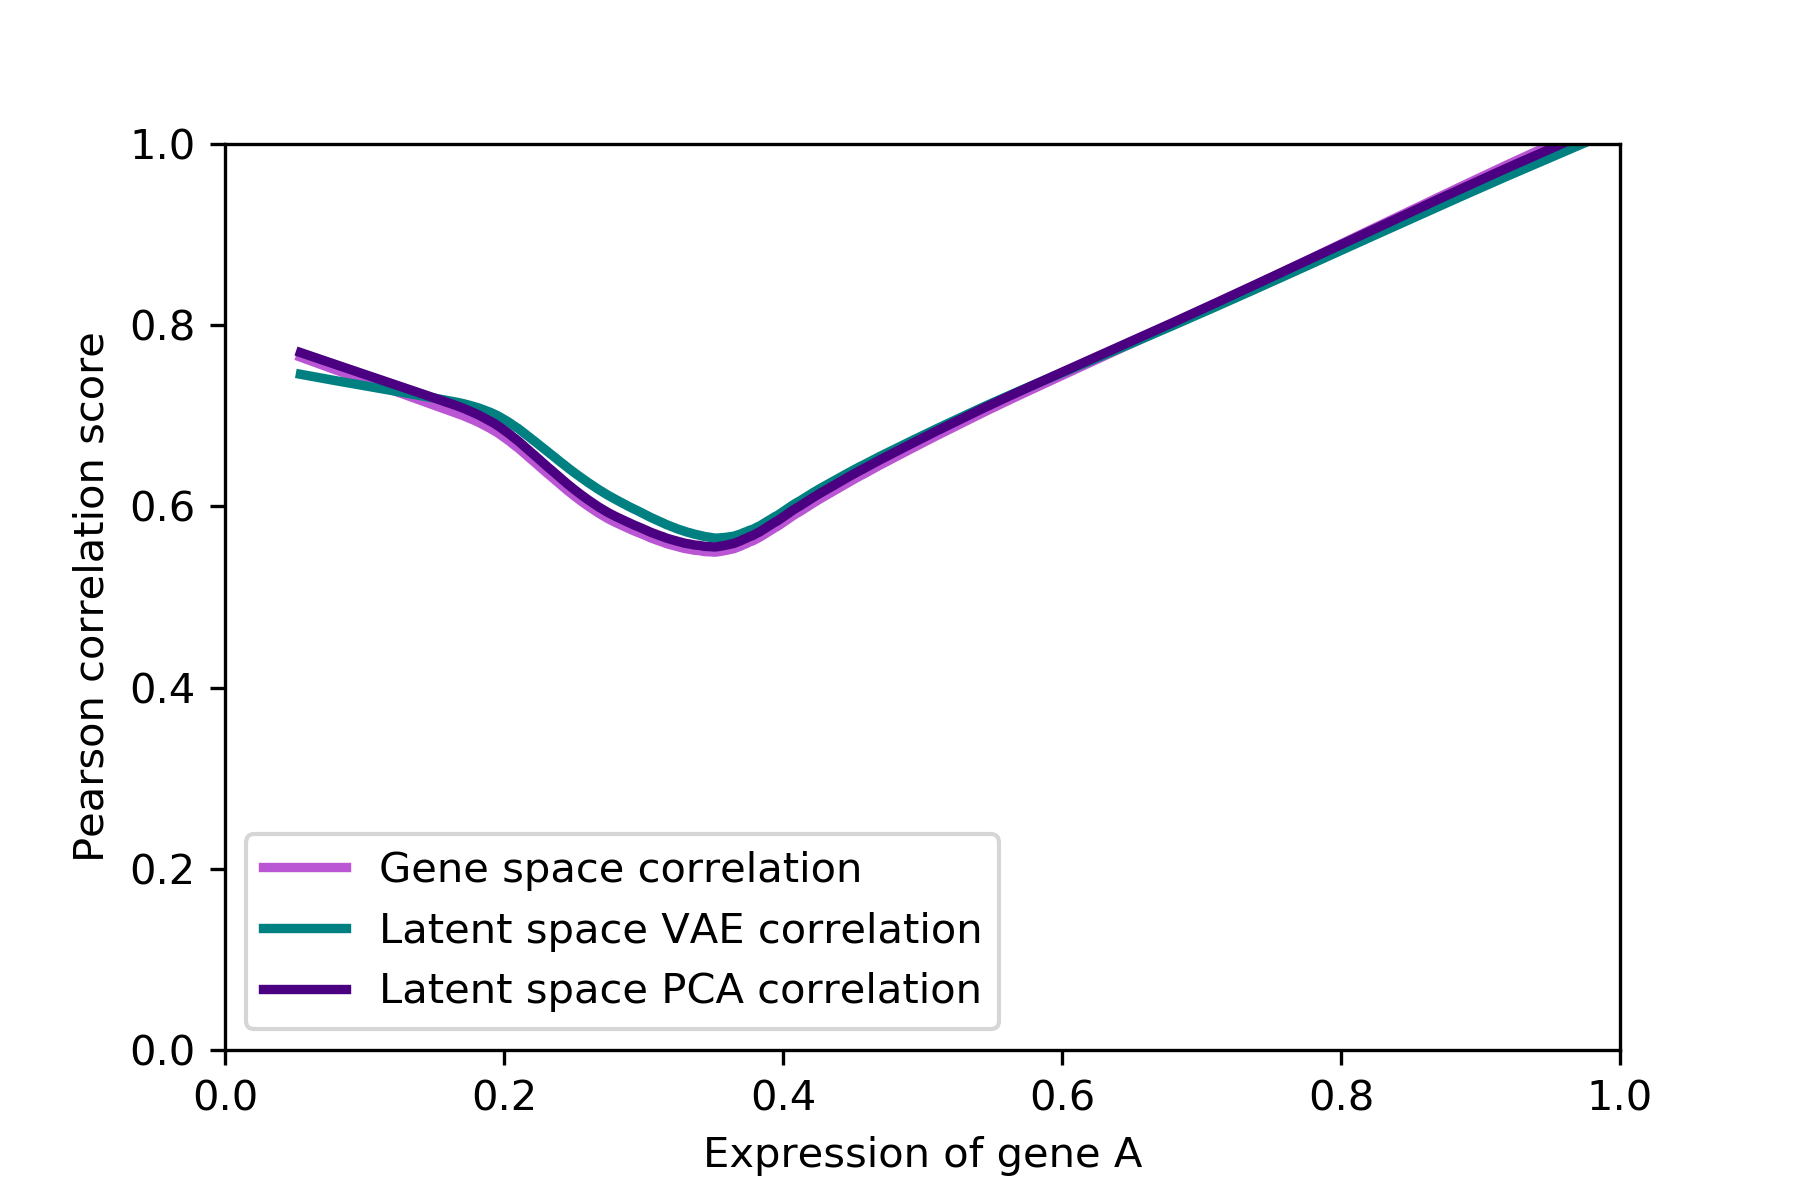 1.0
0.8
0.6
0.4
0.2
0.0
Pearson correlation score
Gene space correlation
Latent space VAE correlation
Latent space PCA correlation
0.0 0.2 0.4 0.6 0.8 1.0
Expression of gene A